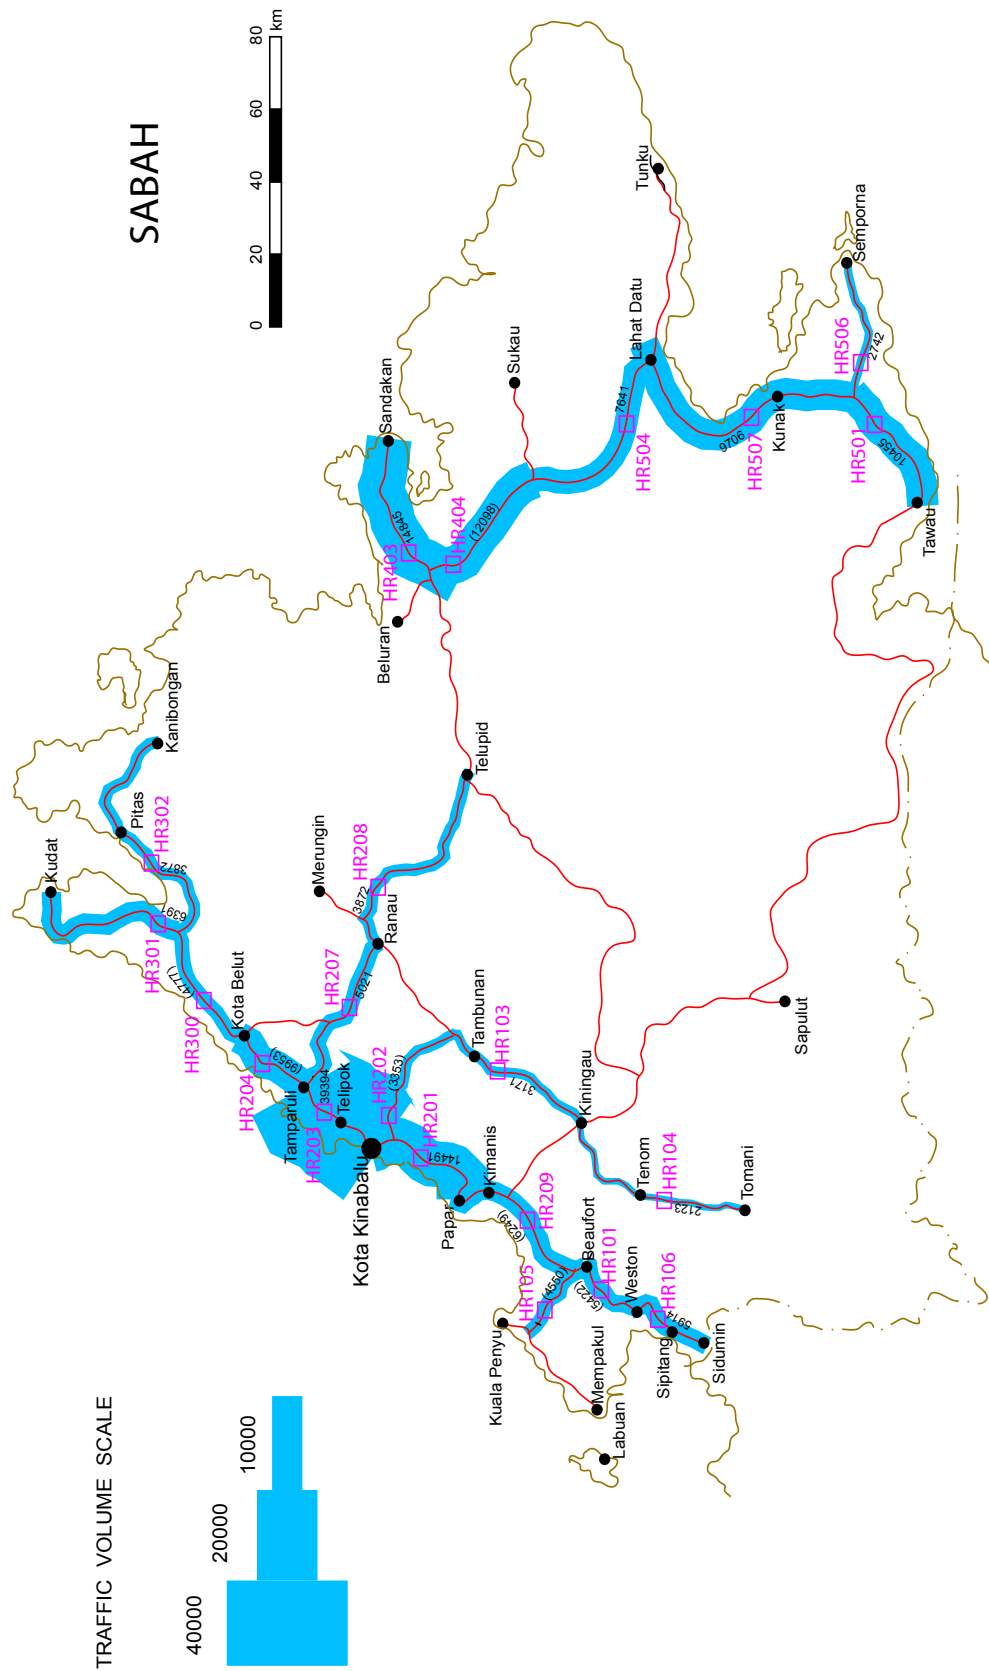 SABAH
0 20 40 60 80 km
TRAFFIC VOLUME SCALE
40000
20000
10000
Kudat
HR301
6391
Pitas
HR302
3872
Kanibongan
HR300
(4777)
Kota Belut
HR204
(9953)
Tamparuli
HR203
39394
Telipok
Kota Kinabalu
HR207
5021
Ranau
Merungin
HR208
3872
Telupid
HR202
(3353)
HR201
14491
Papar
Kimanis
HR209
(6249)
Tambunan
HR103
3171
Kiningau
Tenom
HR104
2123
Tomani
Beaufort
HR105
(4550)
HR101
(5422)
Weston
HR106
5914
Sipitang
Sidumin
Kuala Penyu
Mempakul
Labuan
Sapulut
Beluran
Sandakan
HR403
14845
HR404
(12098)
Sukau
7641
HR504
Lahat Datu
Tunku
9706
HR507
Kunak
HR501
10455
HR506
2742
Semporna
Tawau